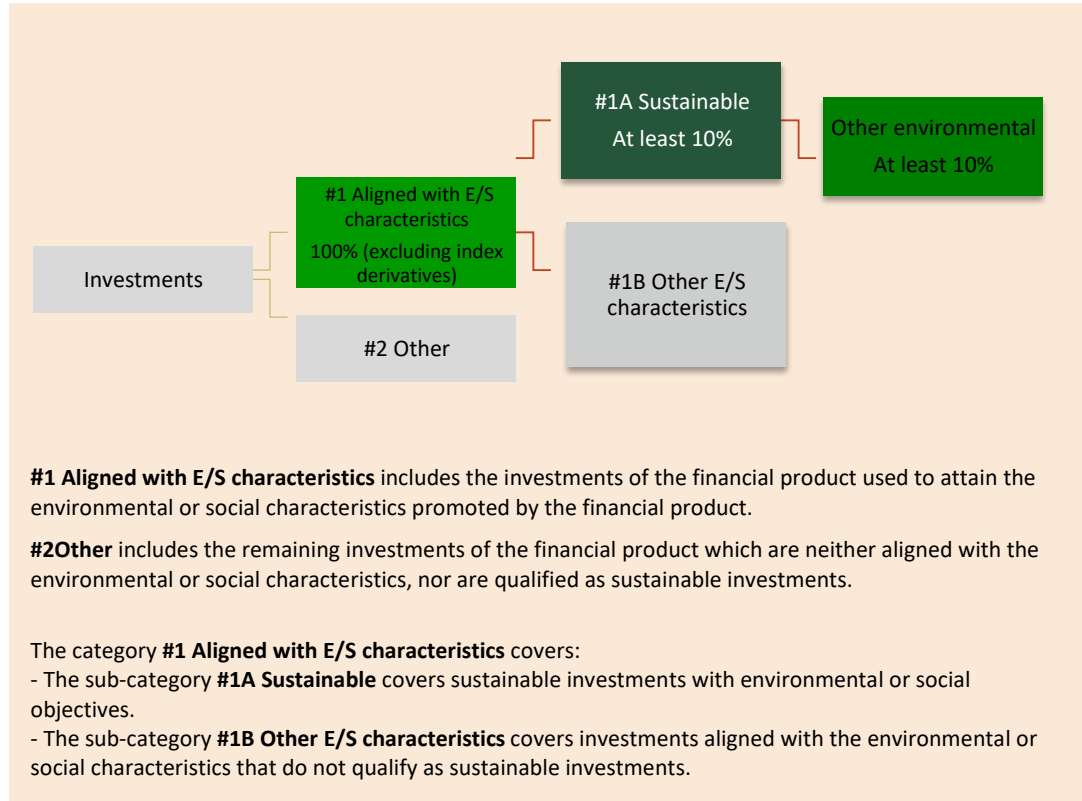 #1A Sustainable
At least 10%
Other environmental
At least 10%
#1 Aligned with E/S
characteristics
100% (excluding index
derivatives)
Investments
#1B Other E/S
characteristics
#2 Other
#1 Aligned with E/S characteristics includes the investments of the financial product used to attain the
environmental or social characteristics promoted by the financial product.
#2Other includes the remaining investments of the financial product which are neither aligned with the
environmental or social characteristics, nor are qualified as sustainable investments.
The category #1 Aligned with E/S characteristics covers:
- The sub-category #1A Sustainable covers sustainable investments with environmental or social
objectives.
- The sub-category #1B Other E/S characteristics covers investments aligned with the environmental or
social characteristics that do not qualify as sustainable investments.